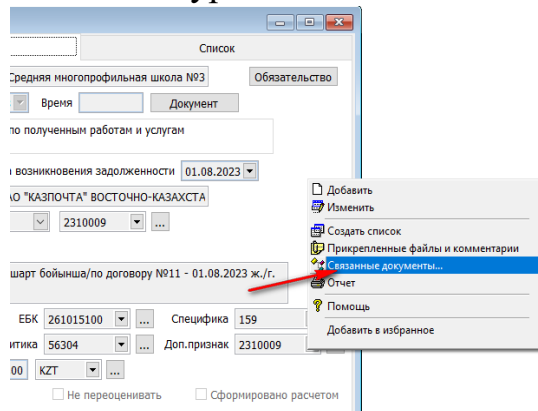 Список
Средняя многопрофильная школа №3 Обязательство
Время Документ
по полученным работам и услугам
возникновения задолженности 01.08.2023
АО "КАЗПОЧТА" ВОСТОЧНО-КАЗАХСТА
2310009 ...
шарт бойынша/по договору №11 - 01.08.2023 ж./г.
ЕБК 261015100 ... Специфика 159
итика 56304 ... Доп.признак 2310009
00 KZT ...
Не переоценивать Сформировано расчетом
Добавить
Изменить
Создать список
Прикрепленные файлы и комментарии
Связанные документы...
Отчет
Помощь
Добавить в избранное